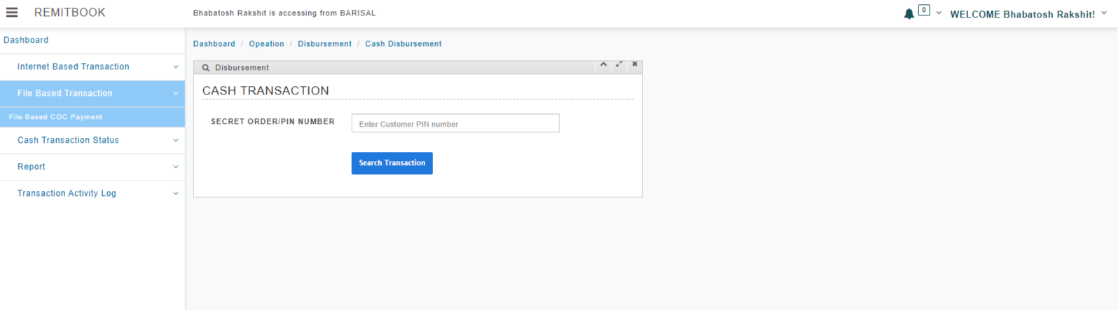 REMITBOOK
Bhabatosh Rakshit is accessing from BARISAL
0
WELCOME Bhabatosh Rakshit!
Dashboard
Internet Based Transaction
File Based Transaction
File Based COC Payment
Cash Transaction Status
Report
Transaction Activity Log
Dashboard / Opeation / Disbursement / Cash Disbursement
Disbursement
CASH TRANSACTION
SECRET ORDER/PIN NUMBER
Enter Customer PIN number
Search Transaction